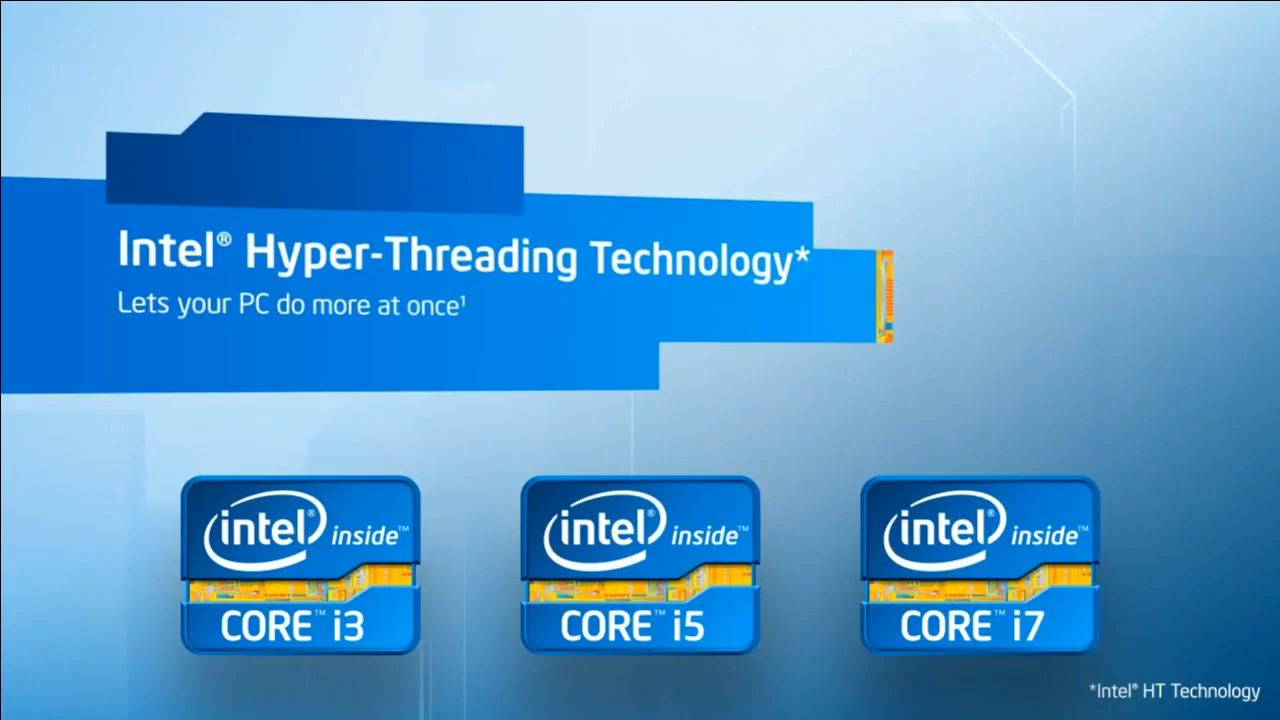 Intel® Hyper-Threading Technology*
Lets your PC do more at once¹
intel® inside™
CORE™ i3
intel® inside™
CORE™ i5
intel® inside™
CORE™ i7
*Intel® HT Technology